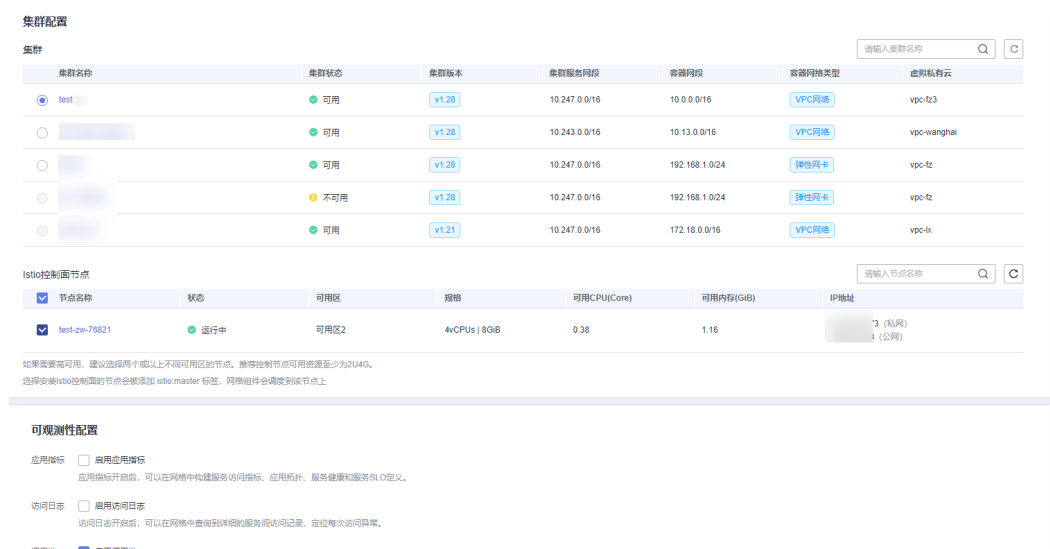 集群配置
集群
请输入集群名称
集群名称 集群状态 集群版本 集群服务网段 容器网段 容器网络类型 虚拟私有云
test 可用 v1.28 10.247.0.0/16 10.0.0.0/16 VPC网络 vpc-fz3
可用 v1.28 10.243.0.0/16 10.13.0.0/16 VPC网络 vpc-wanghai
可用 v1.28 10.247.0.0/16 192.168.1.0/24 弹性网卡 vpc-fz
不可用 v1.28 10.247.0.0/16 192.168.1.0/24 弹性网卡 vpc-fz
可用 v1.21 10.247.0.0/16 172.18.0.0/16 VPC网络 vpc-lx
Istio控制面节点
请输入节点名称
节点名称 状态 可用区 规格 可用CPU(Core) 可用内存(GiB) IP地址
test-zw-76821 运行中 可用区2 4vCPUs | 8GiB 0.38 1.16 3 (私网)
(公网)
如果需要高可用，建议选择两个或以上不同可用区的节点。推荐控制节点可用资源至少为2U4G。
选择安装Istio控制面的节点会被添加 istio:master 标签，网格组件会调度到该节点上
可观测性配置
应用指标 启用应用指标
应用指标开启后，可以在网格中构建服务访问指标、应用拓扑、服务健康和服务SLO定义。
访问日志 启用访问日志
访问日志开启后，可以在网格中查询到详细的服务间访问记录，定位每次访问异常。